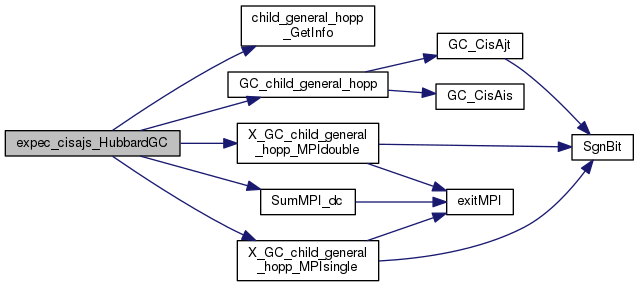 child_general_hopp
_GetInfo
GC_CisAjt
GC_child_general_hopp
GC_CisAis
expec_cisajs_HubbardGC
X_GC_child_general
_hopp_MPIdouble
SgnBit
SumMPI_dc
exitMPI
X_GC_child_general
_hopp_MPIsingle